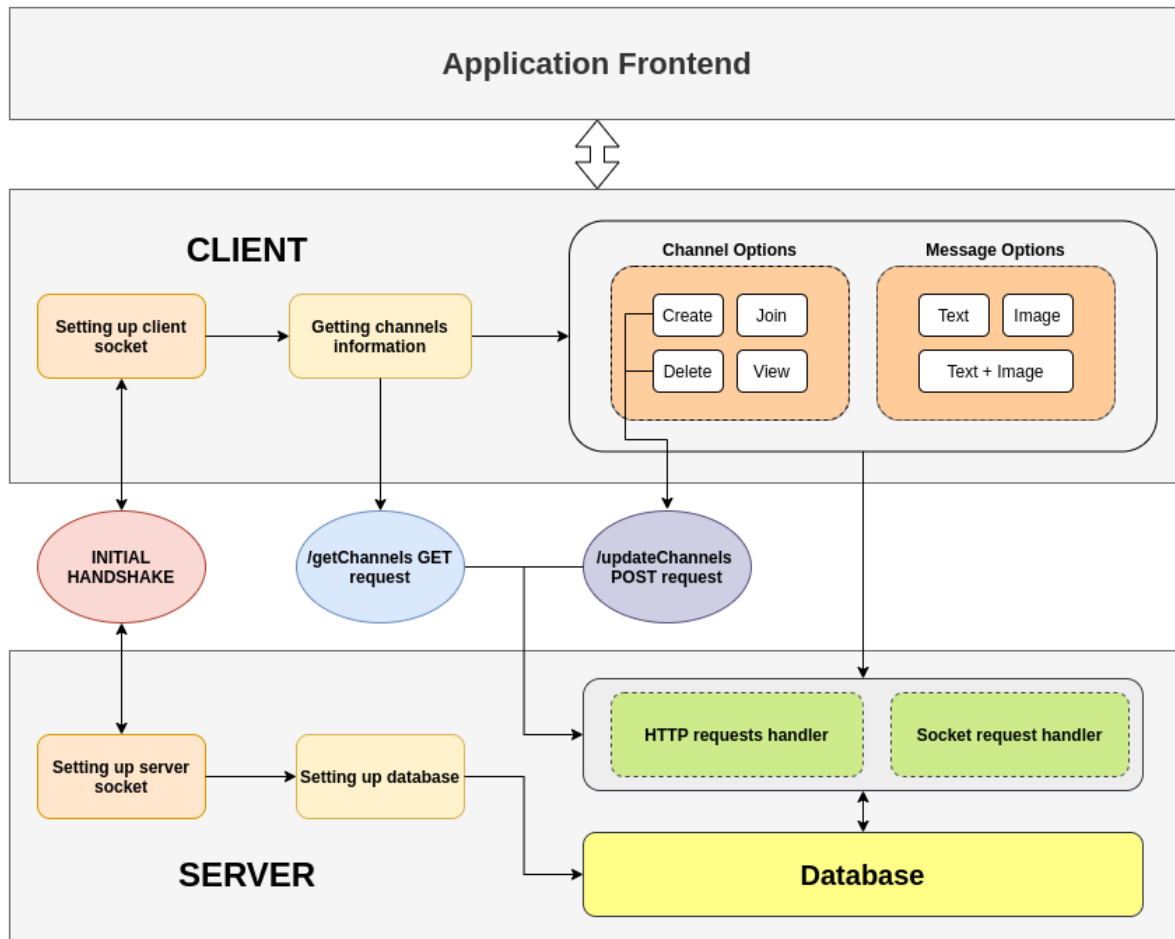 Application Frontend
CLIENT
Channel Options
Message Options
Setting up client
socket
Getting channels
information
Create
Join
Delete
View
Text
Image
Text + Image
INITIAL
HANDSHAKE
/getChannels GET
request
/updateChannels
POST request
HTTP requests handler
Socket request handler
Setting up server
socket
Setting up database
SERVER
Database